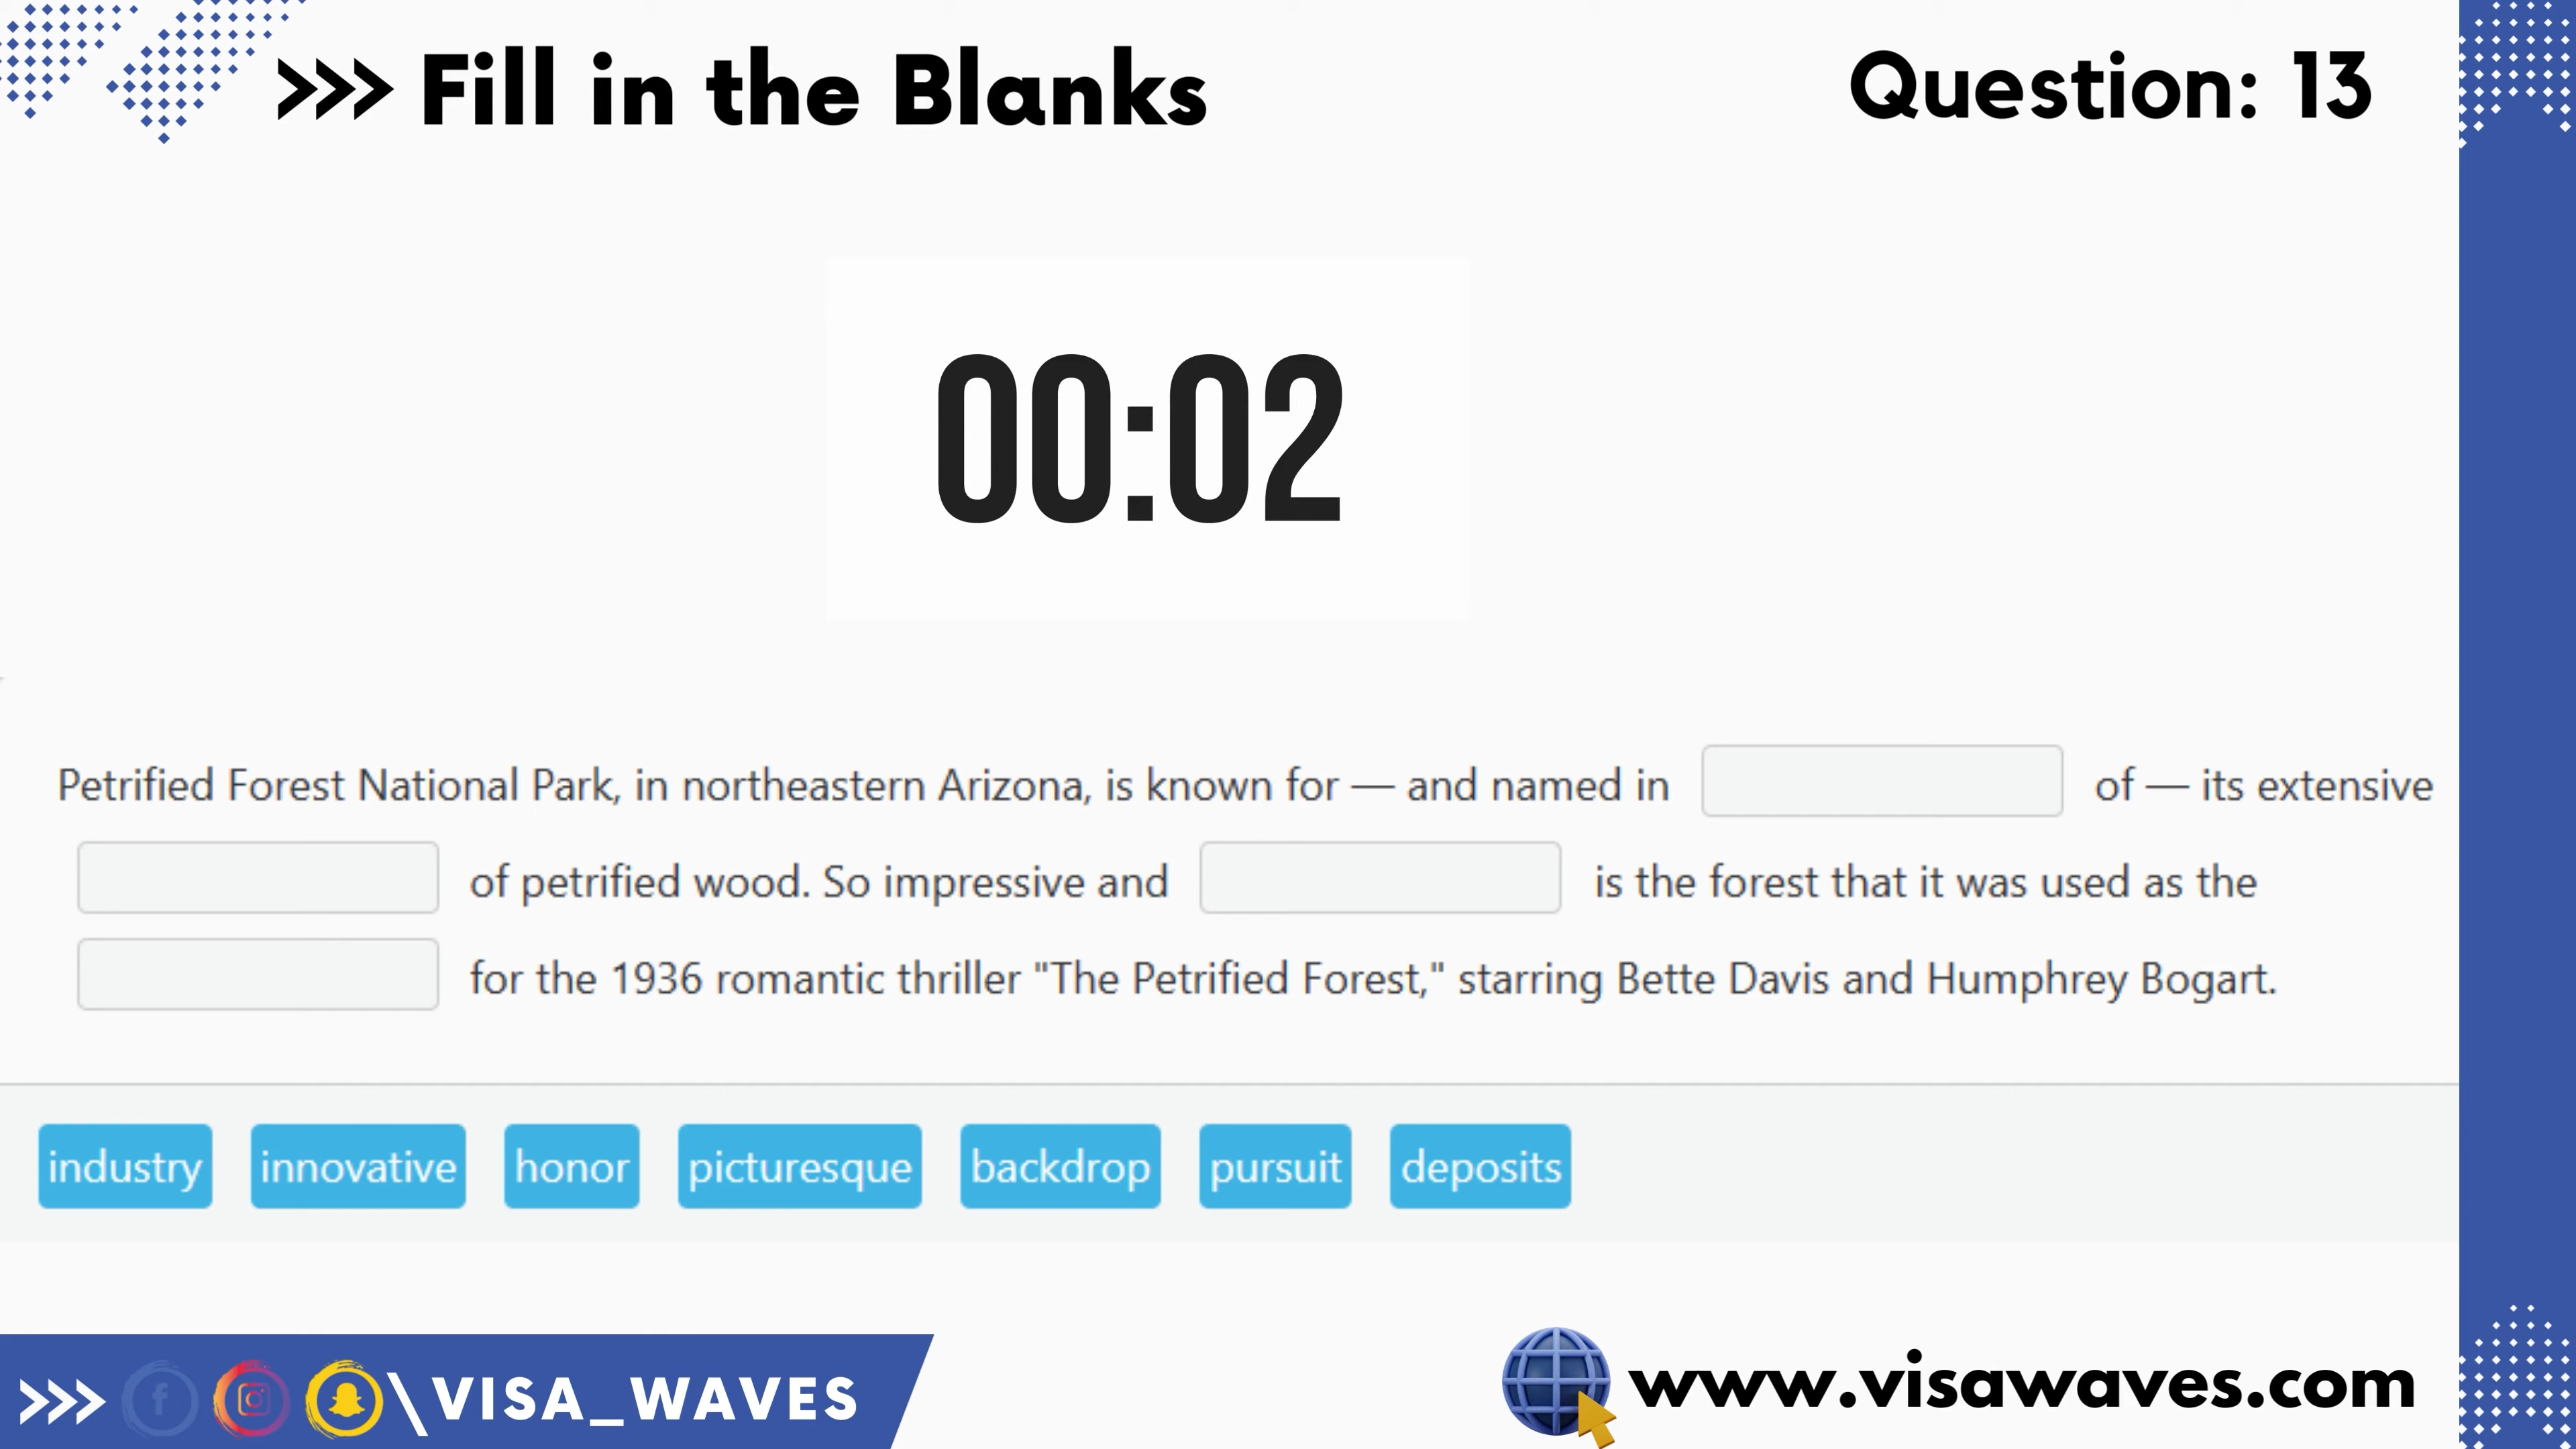 >>> Fill in the Blanks
Question: 13
00:02
Petrified Forest National Park, in northeastern Arizona, is known for — and named in of — its extensive
of petrified wood. So impressive and is the forest that it was used as the
for the 1936 romantic thriller "The Petrified Forest," starring Bette Davis and Humphrey Bogart.
industry innovative honor picturesque backdrop pursuit deposits
>>> f \VISA_WAVES
www.visawaves.com